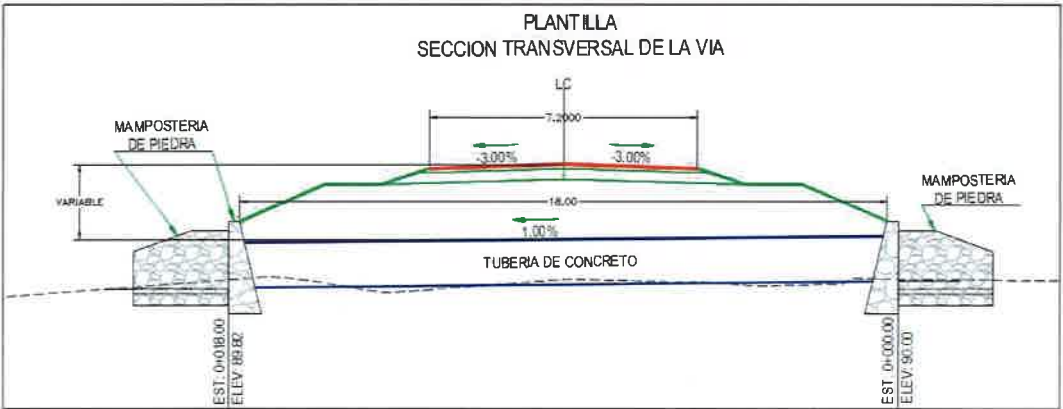 PLANTILLA
SECCION TRANSVERSAL DE LA VIA
LC
7.2000
-3.00%
-3.00%
MAMPOSTERIA
DE PIEDRA
VARIABLE
18.00
1.00%
MAMPOSTERIA
DE PIEDRA
TUBERIA DE CONCRETO
EST: 0+018.00
ELEV: 89.82
EST: 0+000.00
ELEV: 90.00